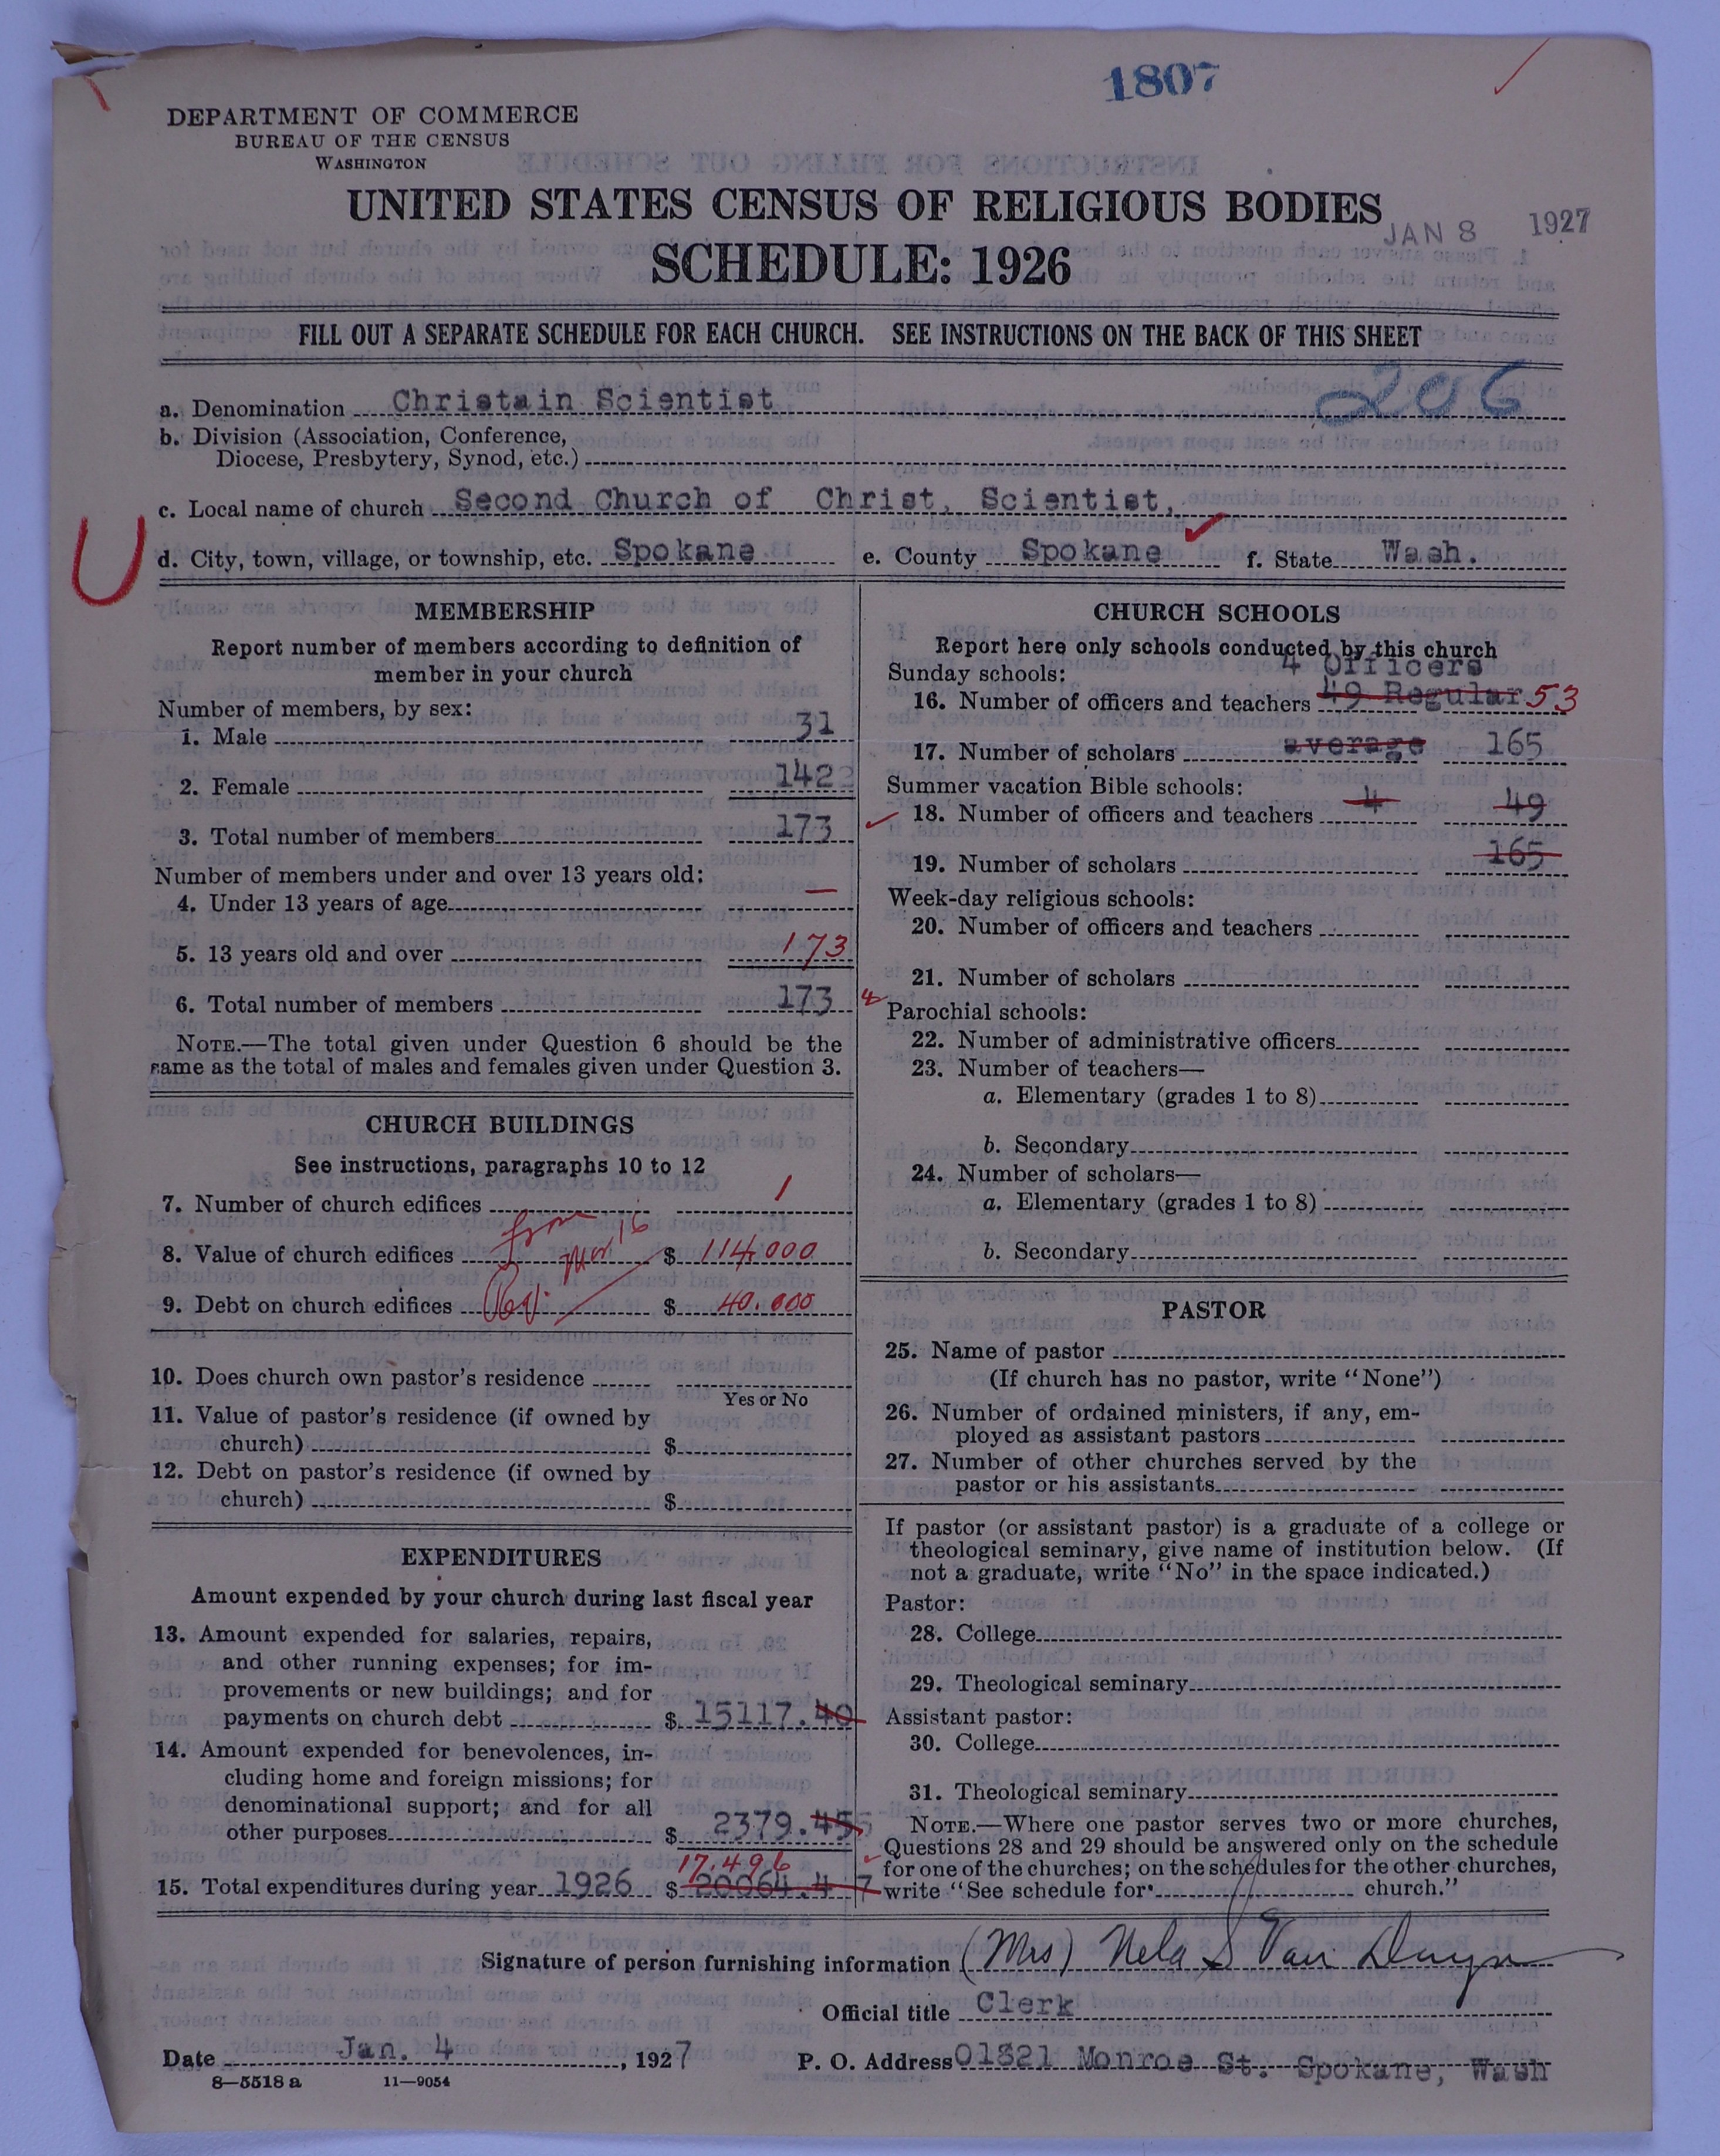 1807
DEPARTMENT OF COMMERCE
BUREAU OF THE CENSUS
WASHINGTON
UNITED STATES CENSUS OF RELIGIOUS BODIES
JAN 8 1927
SCHEDULE: 1926
FILL OUT A SEPARATE SCHEDULE FOR EACH CHURCH. SEE INSTRUCTIONS ON THE BACK OF THIS SHEET
206
a. Denomination Christain Scientist
b. Division (Association, Conference,
Diocese, Presbytery, Synod, etc.)
c. Local name of church Second Church of Christ, Scientist,
d. City, town, village, or township, etc. Spokane e. County Spokane f. State Wash.
MEMBERSHIP
Report number of members according to definition of
member in your church
Number of members, by sex:
1. Male 31
2. Female 142
3. Total number of members 173
Number of members under and over 13 years old:
4. Under 13 years of age —
5. 13 years old and over 173
6. Total number of members 173
NOTE.—The total given under Question 6 should be the
same as the total of males and females given under Question 3.
CHURCH BUILDINGS
See instructions, paragraphs 10 to 12
7. Number of church edifices 1
8. Value of church edifices $ 114,000
9. Debt on church edifices $ 40.000
10. Does church own pastor's residence
Yes or No
11. Value of pastor's residence (if owned by
church) $
12. Debt on pastor's residence (if owned by
church) $
EXPENDITURES
Amount expended by your church during last fiscal year
13. Amount expended for salaries, repairs,
and other running expenses; for im-
provements or new buildings; and for
payments on church debt $ 15117.40
14. Amount expended for benevolences, in-
cluding home and foreign missions; for
denominational support; and for all
other purposes $ 2379.45
17.496
15. Total expenditures during year 1926 $ 20064.47
CHURCH SCHOOLS
Report here only schools conducted by this church
4 Officers
Sunday schools:
16. Number of officers and teachers 49 Regular 53
17. Number of scholars average 165
Summer vacation Bible schools:
18. Number of officers and teachers 4 49
19. Number of scholars 165
Week-day religious schools:
20. Number of officers and teachers
21. Number of scholars
Parochial schools:
22. Number of administrative officers
23. Number of teachers—
a. Elementary (grades 1 to 8)
b. Secondary
24. Number of scholars—
a. Elementary (grades 1 to 8)
b. Secondary
PASTOR
25. Name of pastor
(If church has no pastor, write "None")
26. Number of ordained ministers, if any, em-
ployed as assistant pastors
27. Number of other churches served by the
pastor or his assistants
If pastor (or assistant pastor) is a graduate of a college or
theological seminary, give name of institution below. (If
not a graduate, write "No" in the space indicated.)
Pastor:
28. College
29. Theological seminary
Assistant pastor:
30. College
31. Theological seminary
NOTE.—Where one pastor serves two or more churches,
Questions 28 and 29 should be answered only on the schedule
for one of the churches; on the schedules for the other churches,
write "See schedule for church."
Signature of person furnishing information (Mrs) Nela S Van Duyn
Official title Clerk
Date Jan. 4, 1927 P. O. Address 01821 Monroe St. Spokane, Wash
8—5518 a 11—9054